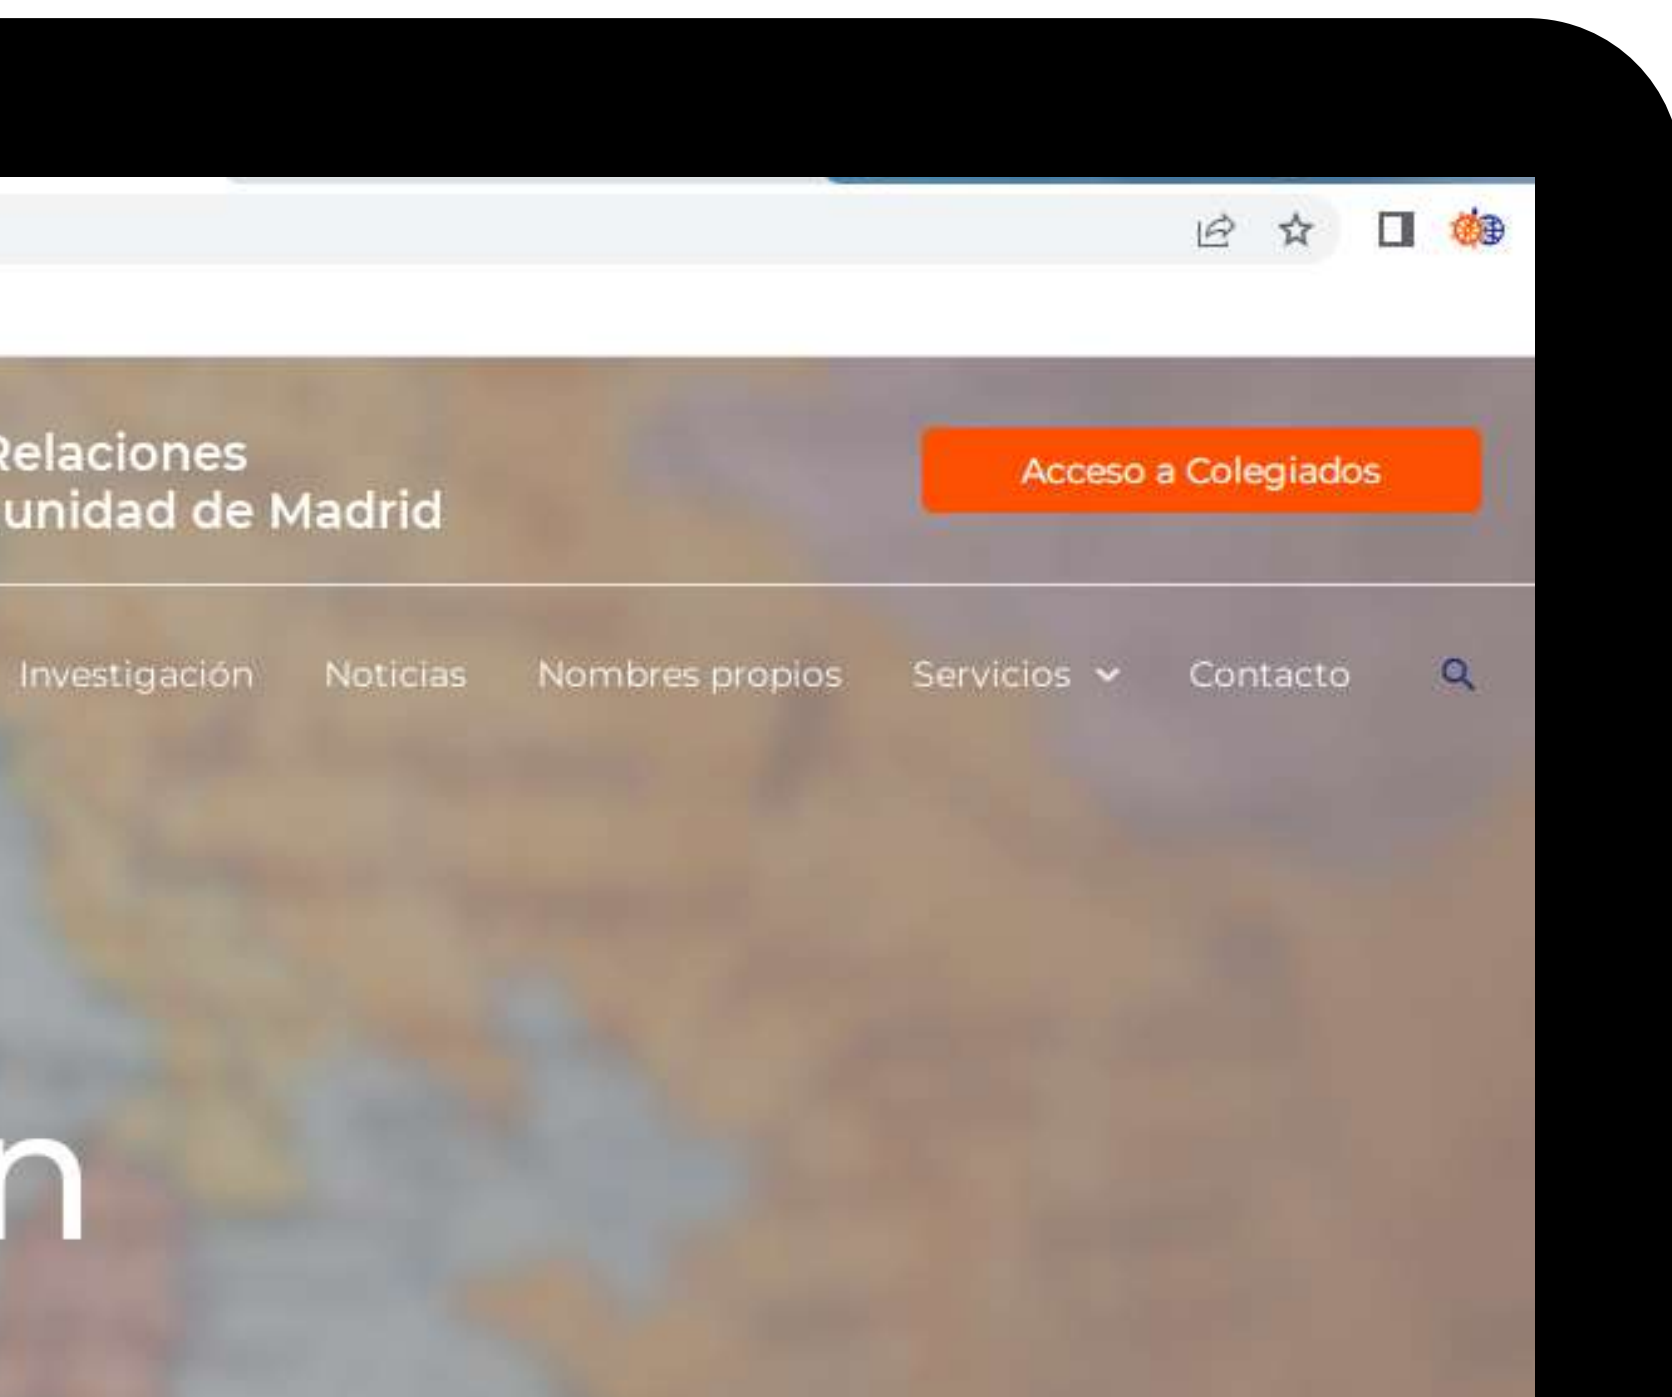 Relaciones
unidad de Madrid
Acceso a Colegiados
Investigación Noticias Nombres propios Servicios Contacto
n